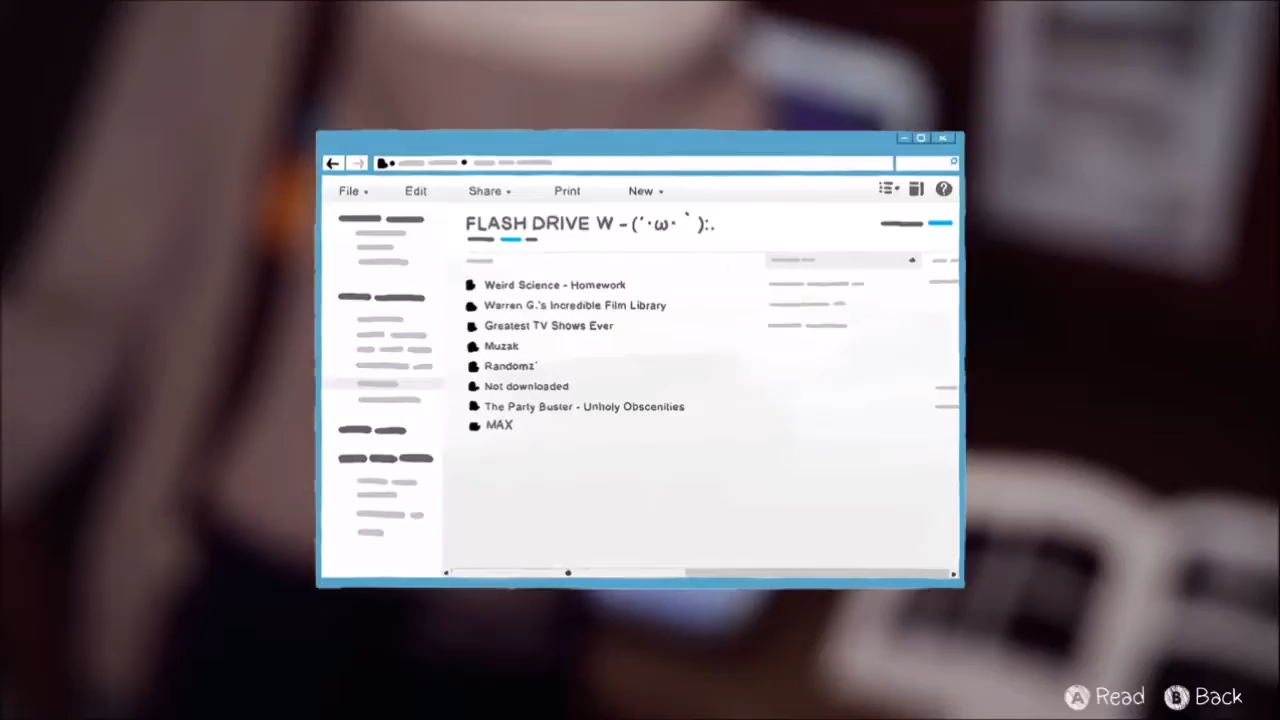 File Edit Share Print New
FLASH DRIVE W -(´·ω·`):.
Weird Science - Homework
Warren G.'s Incredible Film Library
Greatest TV Shows Ever
Muzak
Randomz'
Not downloaded
The Party Buster - Unholy Obscenities
MAX
A Read B Back